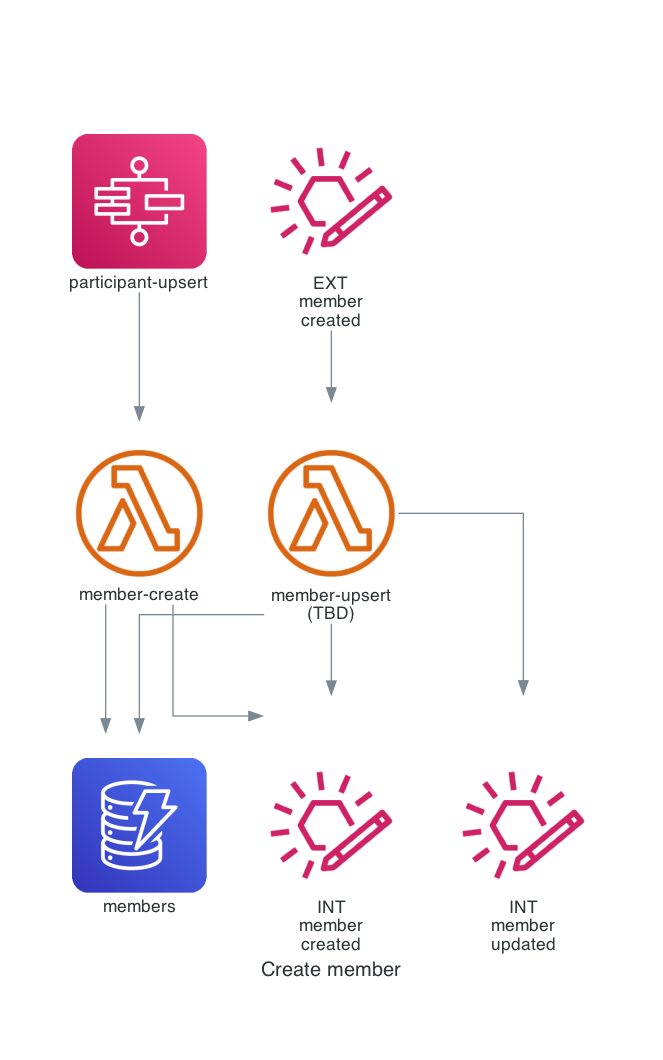 participant-upsert
EXT
member
created
member-create
member-upsert
(TBD)
members
INT
member
created
INT
member
updated
Create member